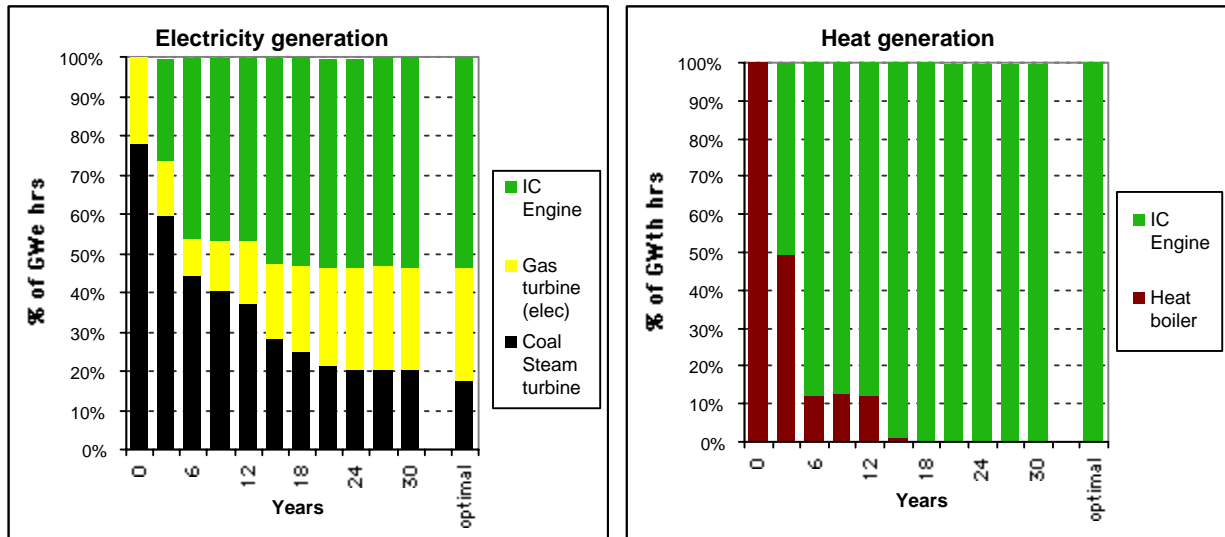 Electricity generation
100%
90%
80%
70%
60%
50%
40%
30%
20%
10%
0%
% of GWe hrs
0
6
12
18
24
30
optimal
Years
IC
Engine
Gas
turbine
(elec)
Coal
Steam
turbine
Heat generation
100%
90%
80%
70%
60%
50%
40%
30%
20%
10%
0%
% of GWth hrs
0
6
12
18
24
30
optimal
Years
IC
Engine
Heat
boiler